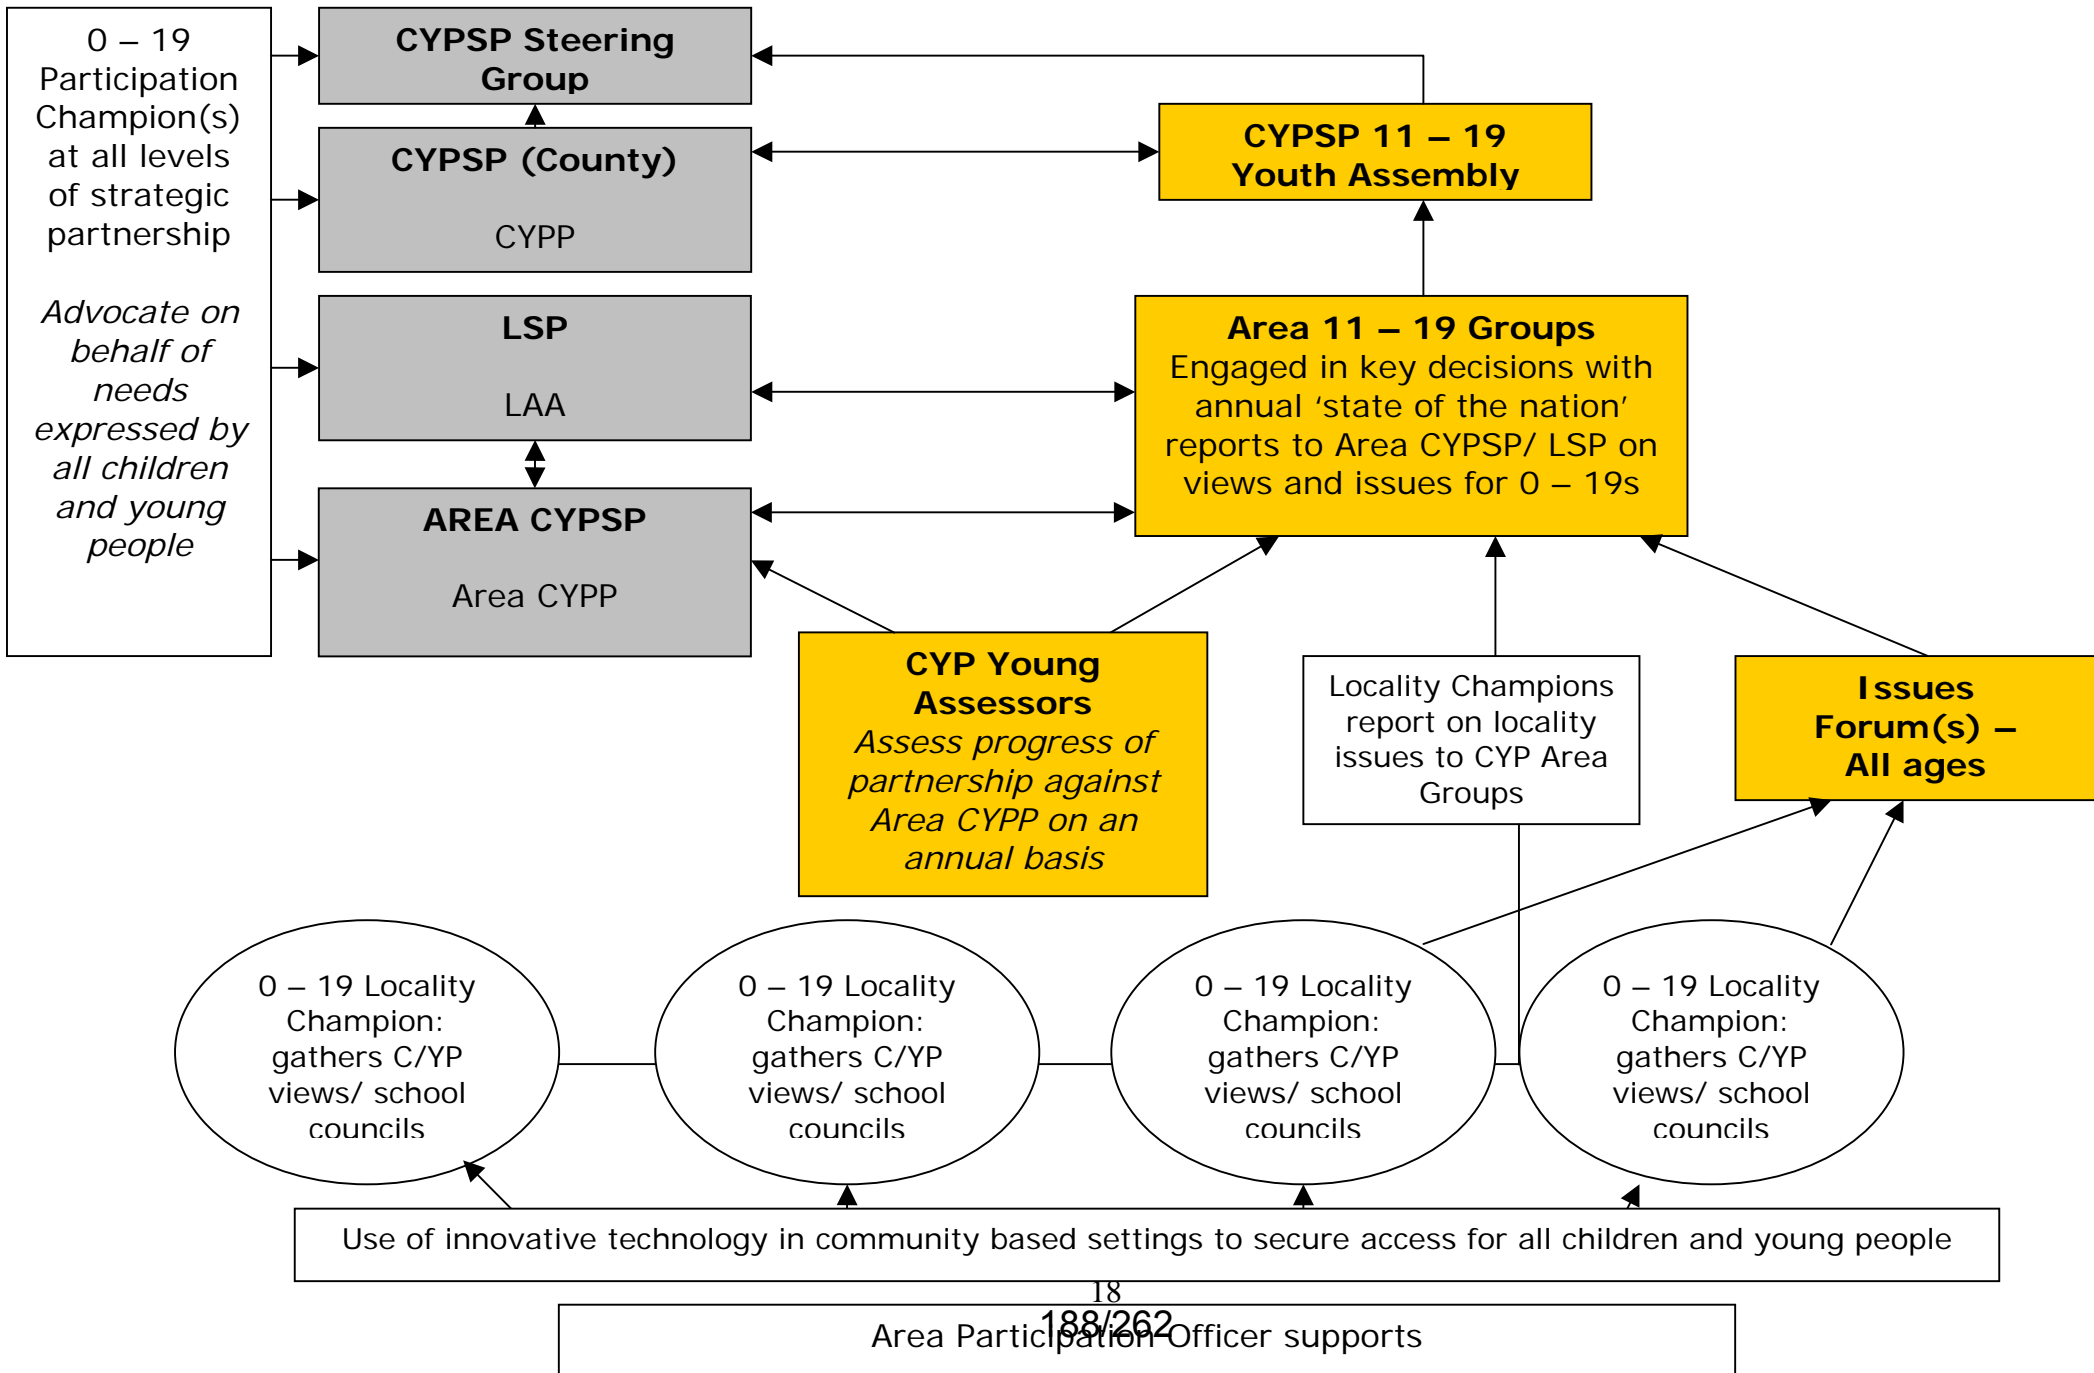 0 – 19
Participation
Champion(s)
at all levels
of strategic
partnership
Advocate on
behalf of
needs
expressed by
all children
and young
people
CYPSP Steering
Group
CYPSP (County)
CYPP
LSP
LAA
AREA CYPSP
Area CYPP
CYPSP 11 – 19
Youth Assembly
Area 11 – 19 Groups
Engaged in key decisions with
annual ‘state of the nation’
reports to Area CYPSP/ LSP on
views and issues for 0 – 19s
CYP Young
Assessors
Assess progress of
partnership against
Area CYPP on an
annual basis
Locality Champions
report on locality
issues to CYP Area
Groups
Issues
Forum(s) –
All ages
0 – 19 Locality
Champion:
gathers C/YP
views/ school
councils
0 – 19 Locality
Champion:
gathers C/YP
views/ school
councils
0 – 19 Locality
Champion:
gathers C/YP
views/ school
councils
0 – 19 Locality
Champion:
gathers C/YP
views/ school
councils
Use of innovative technology in community based settings to secure access for all children and young people
18
188/262
Area Participation Officer supports